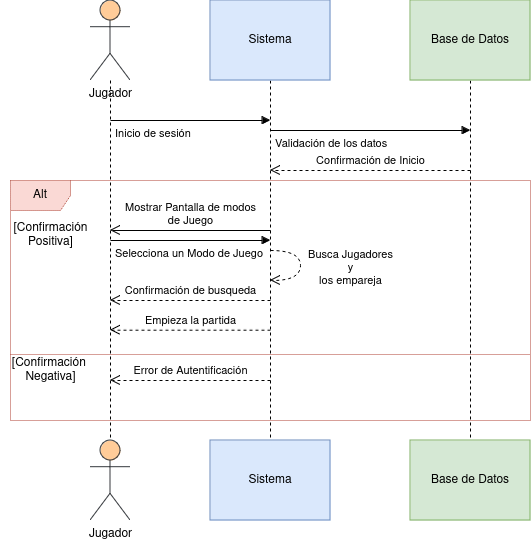 Sistema
Base de Datos
Jugador
Inicio de sesión
Validación de los datos
Confirmación de Inicio
Alt
[Confirmación
Positiva]
Mostrar Pantalla de modos
de Juego
Selecciona un Modo de Juego
Busca Jugadores
y
los empareja
Confirmación de busqueda
Empieza la partida
[Confirmación
Negativa]
Error de Autentificación
Sistema
Base de Datos
Jugador